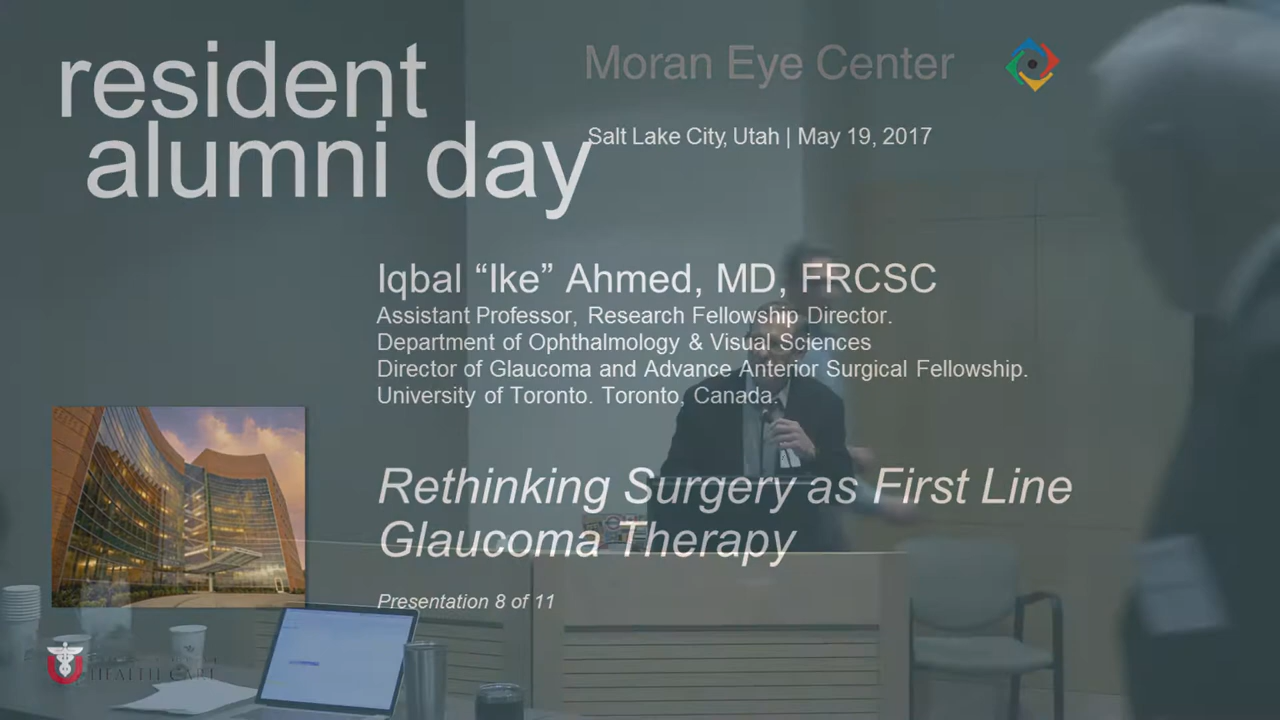 resident
alumni day
Moran Eye Center
Salt Lake City, Utah | May 19, 2017
Iqbal “Ike” Ahmed, MD, FRCSC
Assistant Professor, Research Fellowship Director.
Department of Ophthalmology & Visual Sciences
Director of Glaucoma and Advance Anterior Surgical Fellowship.
University of Toronto. Toronto, Canada.
Rethinking Surgery as First Line
Glaucoma Therapy
Presentation 8 of 11
HEALTH CARE